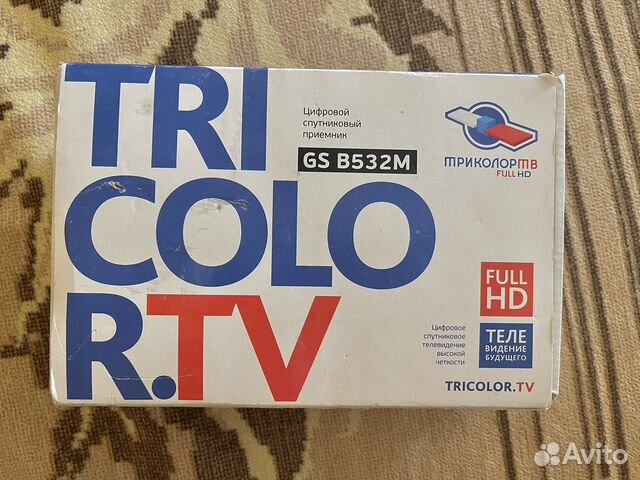 TRI
COLO
R.TV
Цифровой
спутниковый
приемник
GS B532M
ТРИКОЛОРТВ
FULL HD
FULL
HD
Цифровое
спутниковое
телевидение
высокой
четкости
ТЕЛЕ
ВИДЕНИЕ
БУДУЩЕГО
TRICOLOR.TV
Avito